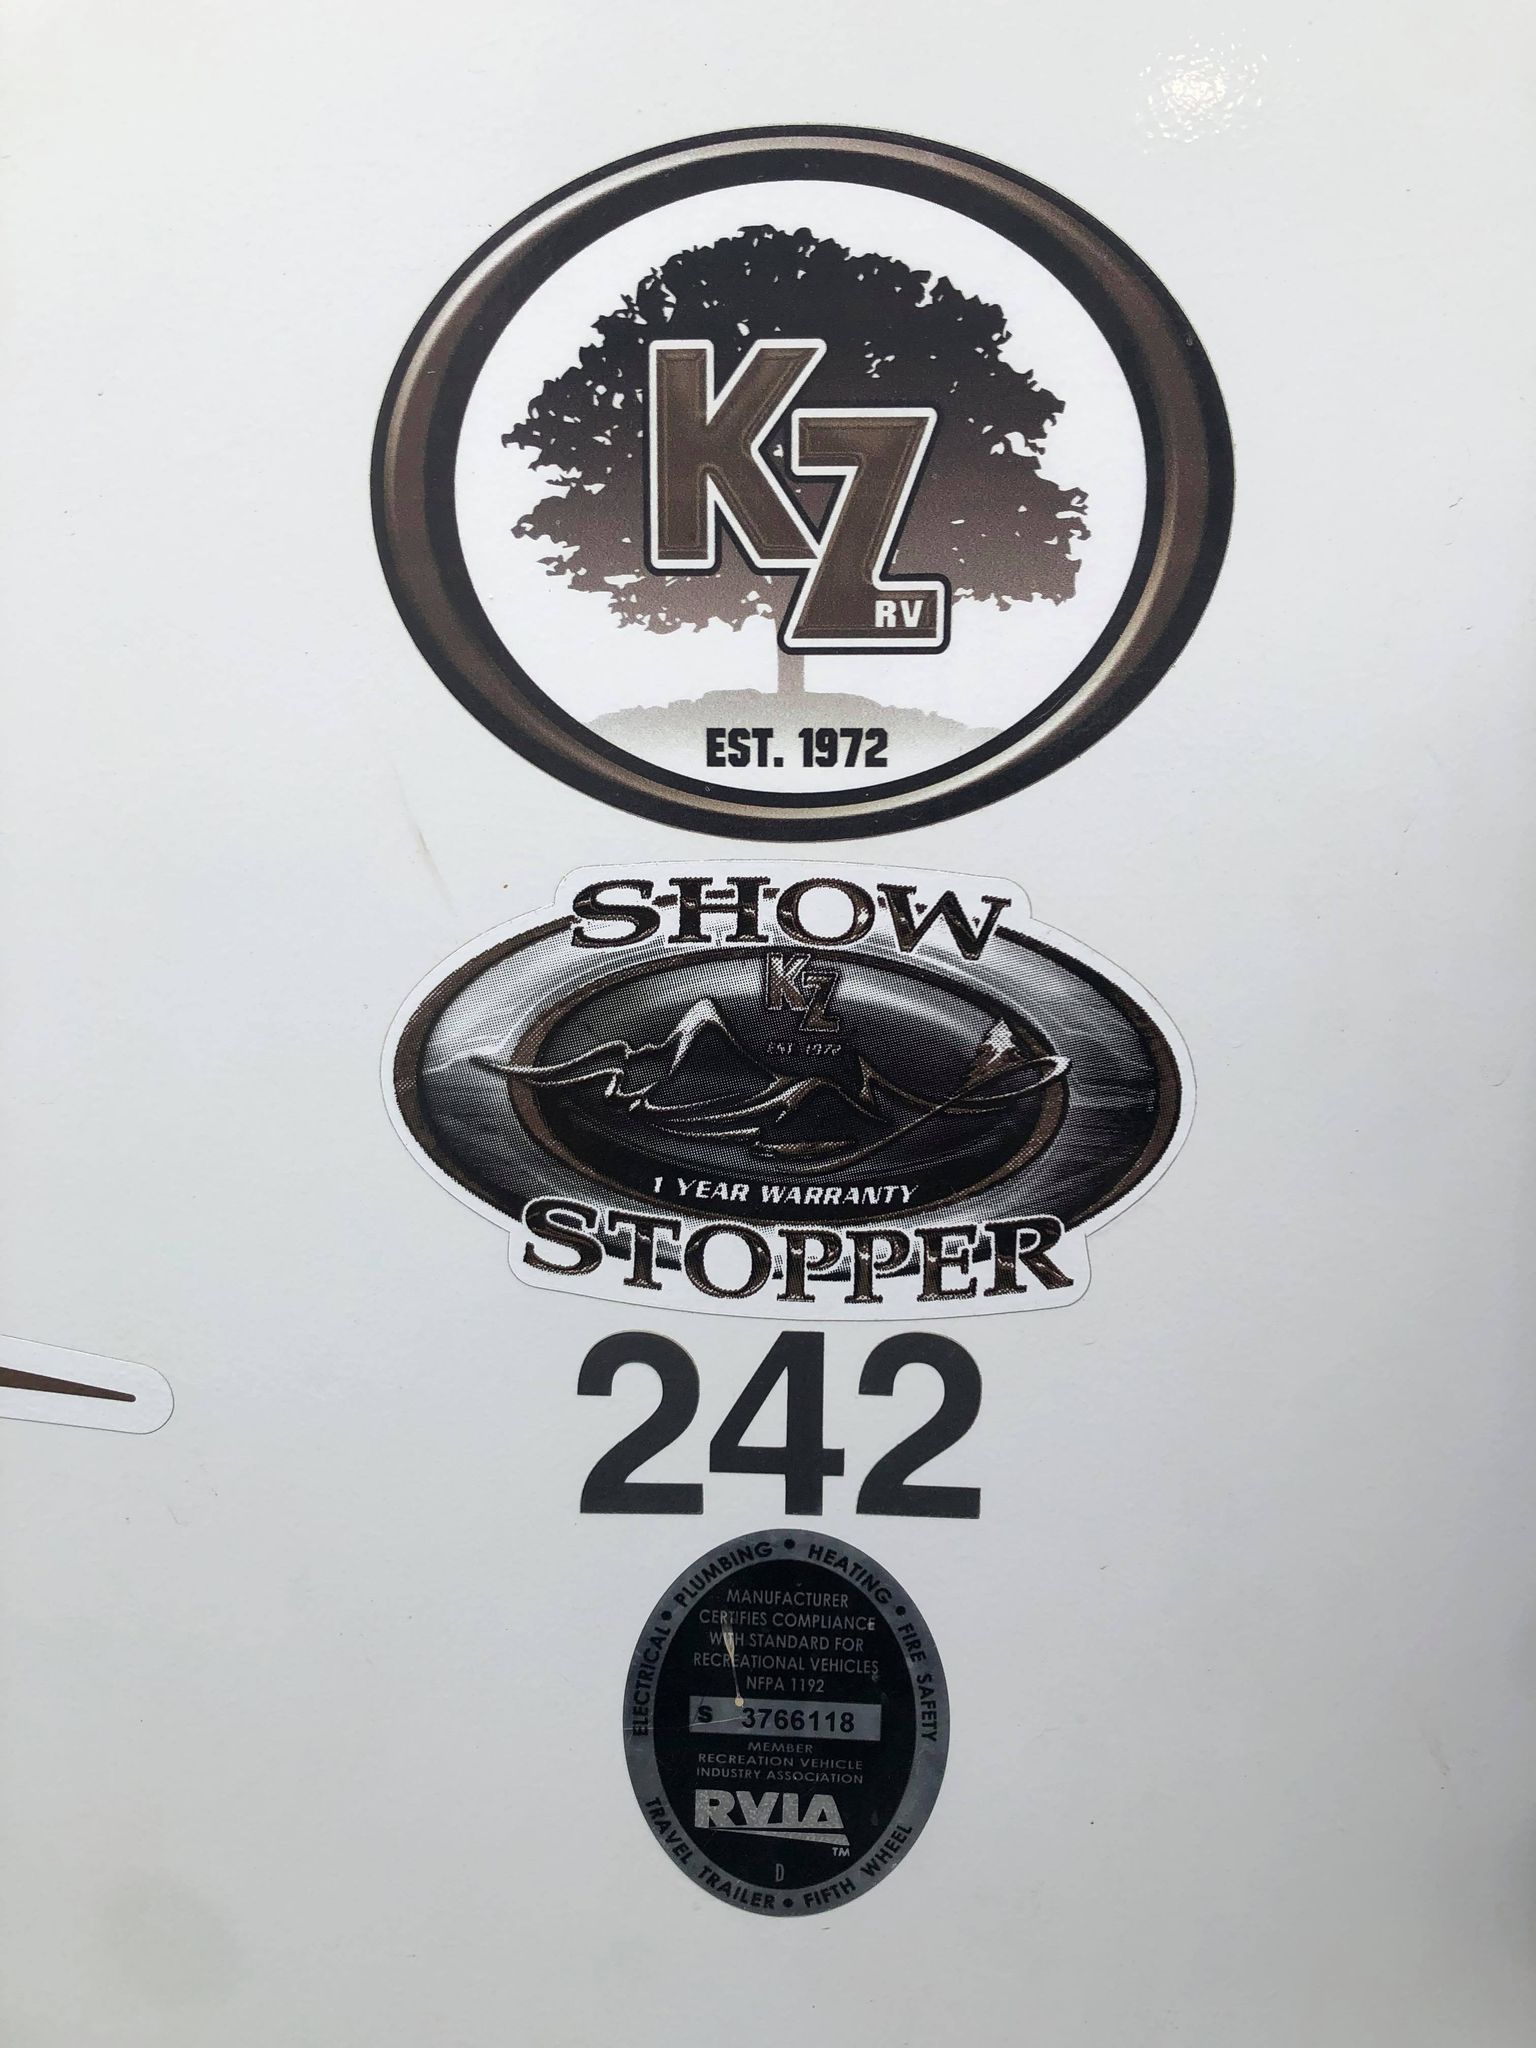 KZ
RV
EST. 1972
SHOW
KZ
EST 1972
1 YEAR WARRANTY
STOPPER
242
ELECTRICAL • PLUMBING • HEATING • FIRE SAFETY
MANUFACTURER
CERTIFIES COMPLIANCE
WITH STANDARD FOR
RECREATIONAL VEHICLES
NFPA 1192
S 3766118
MEMBER
RECREATION VEHICLE
INDUSTRY ASSOCIATION
RVIA
TM
D
TRAVEL TRAILER • FIFTH WHEEL